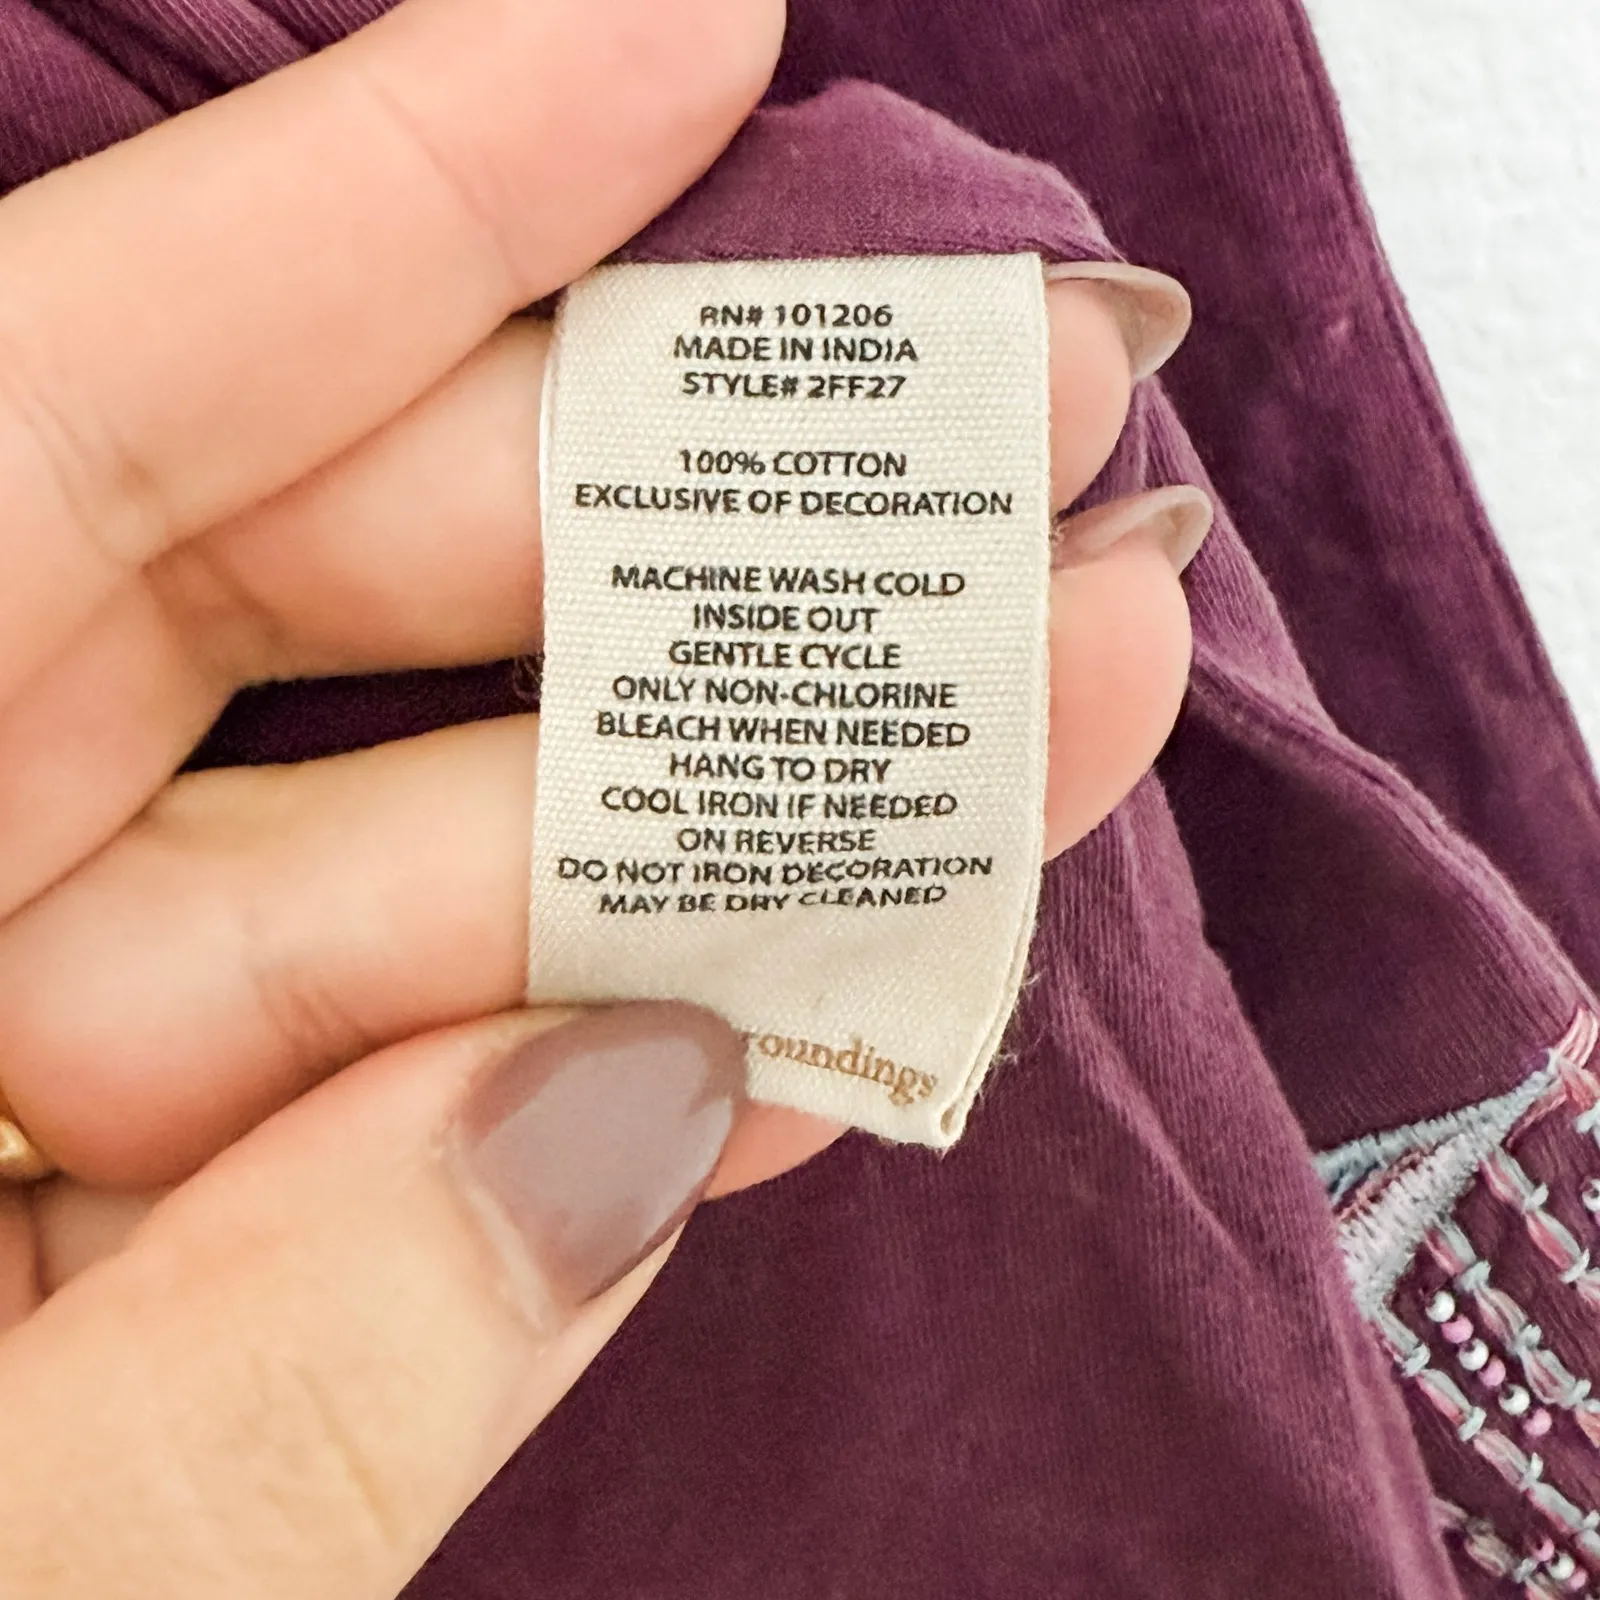 RN# 101206
MADE IN INDIA
STYLE# 2FF27
100% COTTON
EXCLUSIVE OF DECORATION
MACHINE WASH COLD
INSIDE OUT
GENTLE CYCLE
ONLY NON-CHLORINE
BLEACH WHEN NEEDED
HANG TO DRY
COOL IRON IF NEEDED
ON REVERSE
DO NOT IRON DECORATION
MAY BE DRY CLEANED
roundings